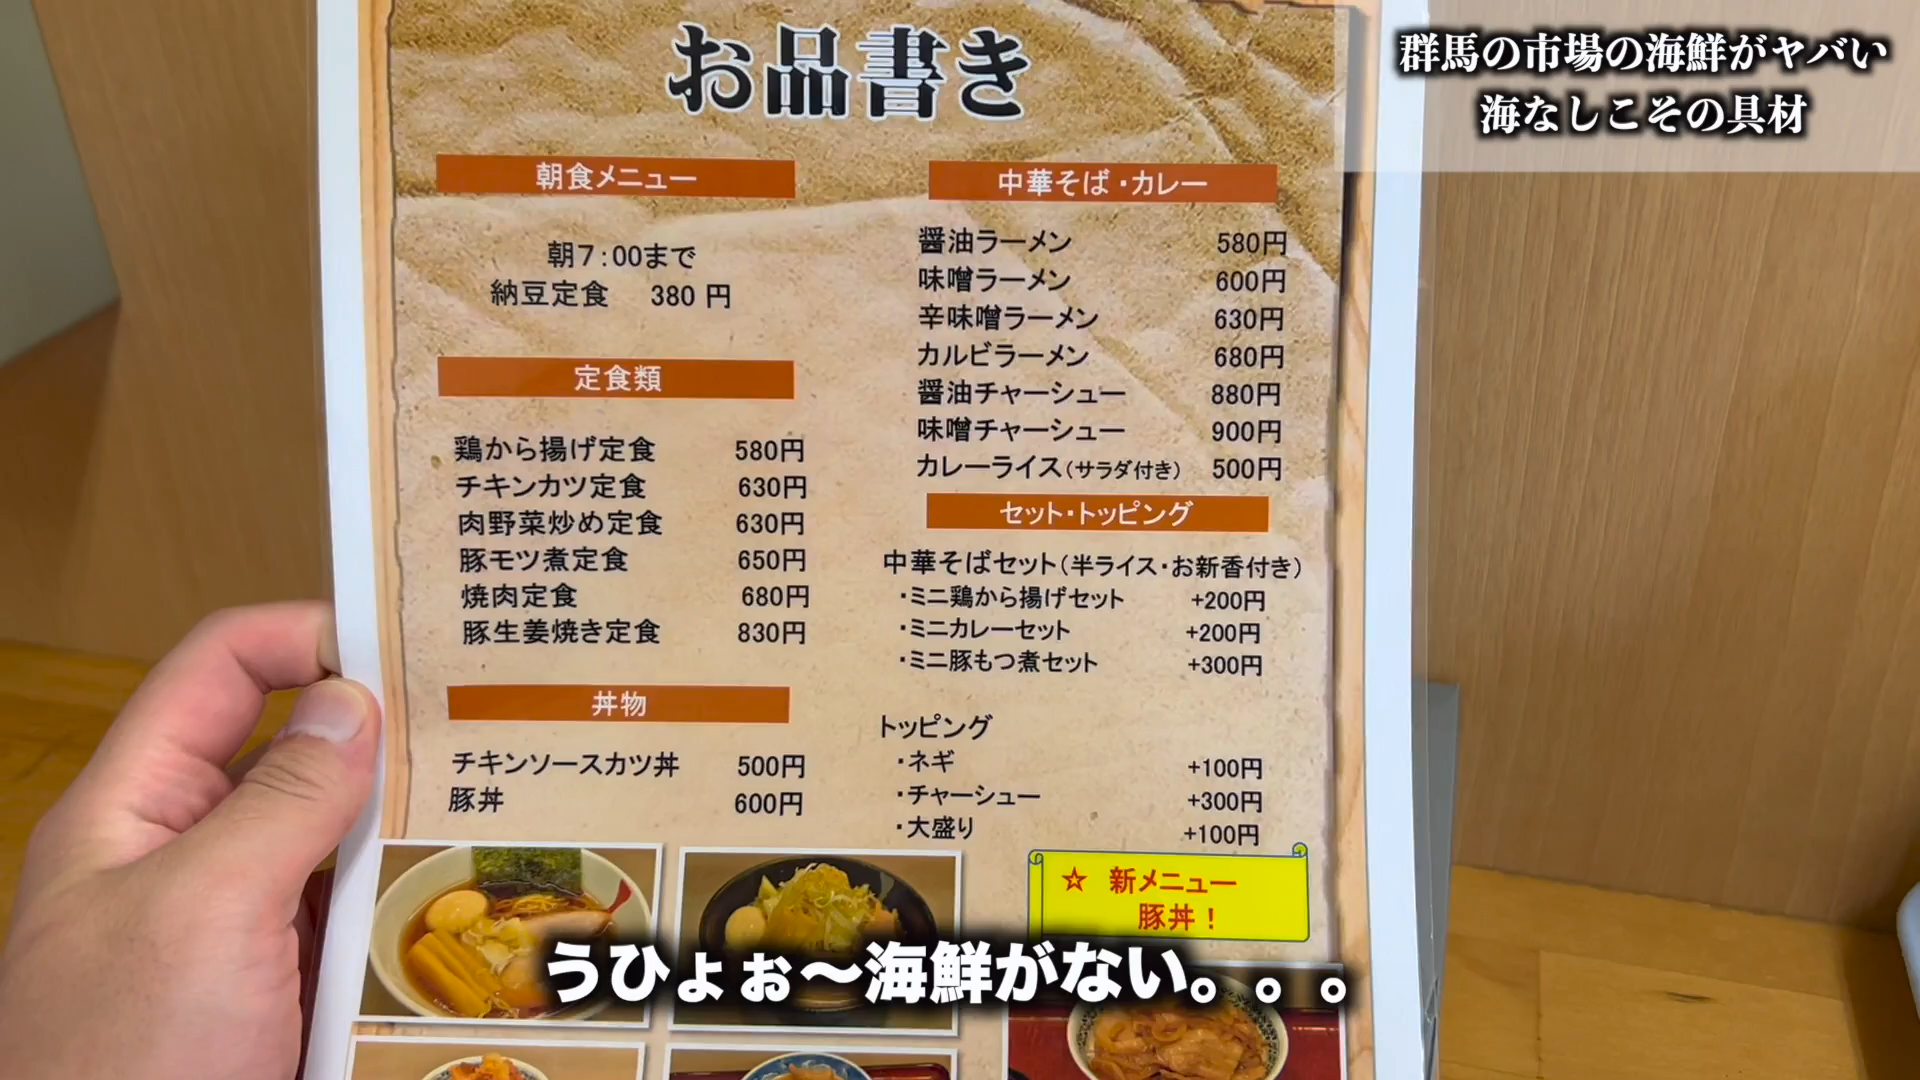 群馬の市場の海鮮がヤバい
海なしこその具材
お品書き
朝食メニュー
朝7:00まで
納豆定食 380円
定食類
鶏から揚げ定食 580円
チキンカツ定食 630円
肉野菜炒め定食 630円
豚モツ煮定食 650円
焼肉定食 680円
豚生姜焼き定食 830円
丼物
チキンソースカツ丼 500円
豚丼 600円
中華そば・カレー
醤油ラーメン 580円
味噌ラーメン 600円
辛味噌ラーメン 630円
カルビラーメン 680円
醤油チャーシュー 880円
味噌チャーシュー 900円
カレーライス(サラダ付き) 500円
セット・トッピング
中華そばセット(半ライス・お新香付き)
・ミニ鶏から揚げセット +200円
・ミニカレーセット +200円
・ミニ豚もつ煮セット +300円
トッピング
・ネギ +100円
・チャーシュー +300円
・大盛り +100円
☆ 新メニュー
豚丼！
うひょぉ〜海鮮がない。。。